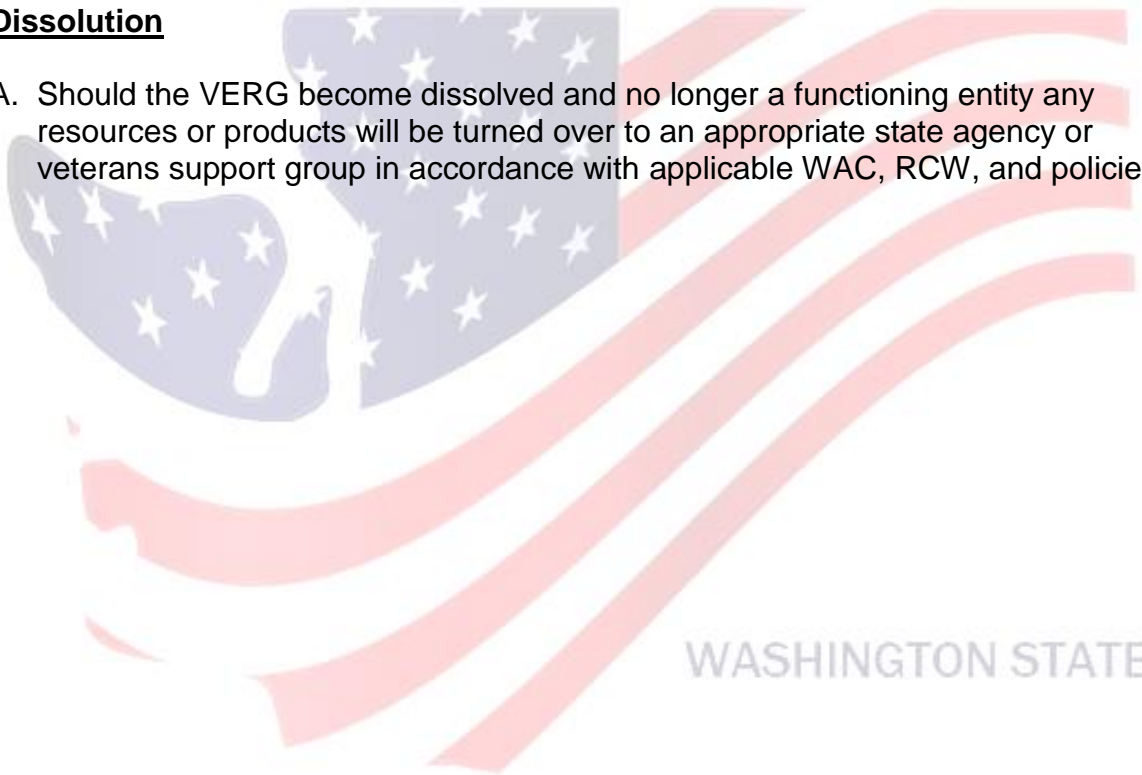 Dissolution
A. Should the VERG become dissolved and no longer a functioning entity any
resources or products will be turned over to an appropriate state agency or
veterans support group in accordance with applicable WAC, RCW, and policie
WASHINGTON STATE